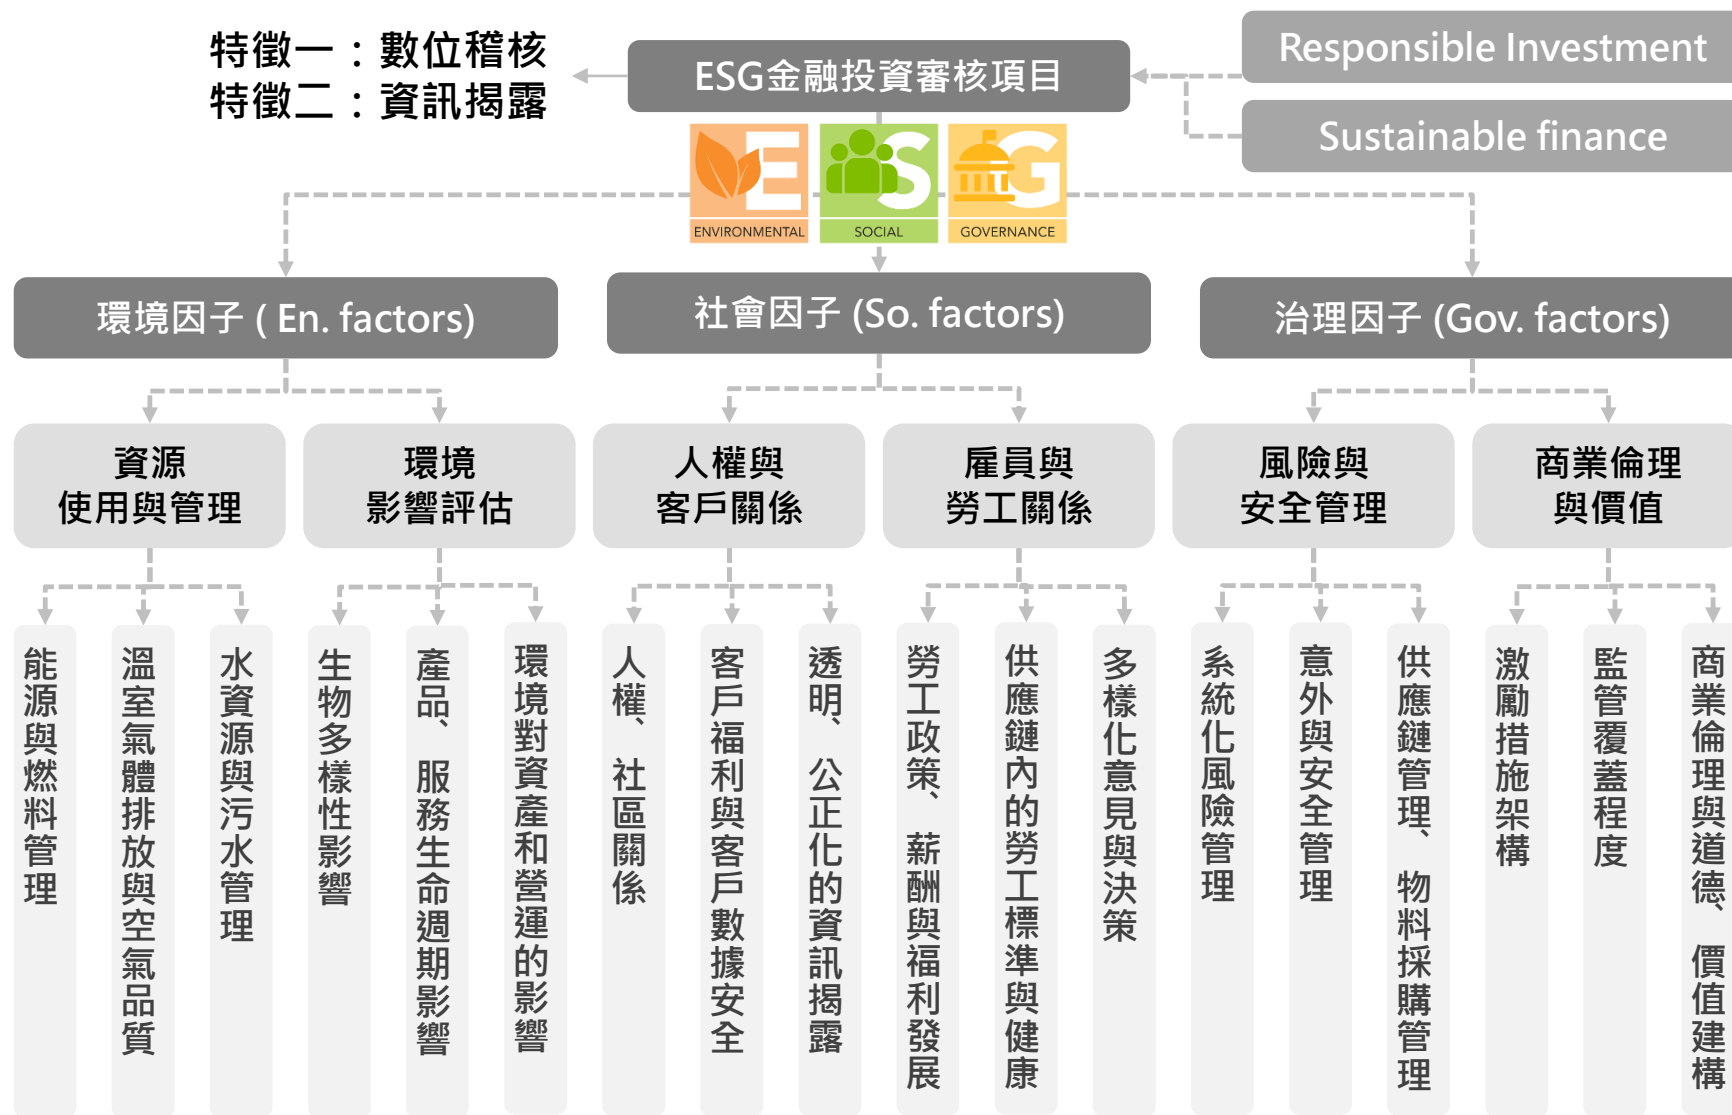 特徵一：數位稽核
特徵二：資訊揭露
ESG金融投資審核項目
Responsible Investment
Sustainable finance
E
ENVIRONMENTAL
S
SOCIAL
G
GOVERNANCE
環境因子 ( En. factors)
社會因子 (So. factors)
治理因子 (Gov. factors)
資源
使用與管理
環境
影響評估
人權與
客戶關係
雇員與
勞工關係
風險與
安全管理
商業倫理
與價值
能源與燃料管理
溫室氣體排放與空氣品質
水資源與污水管理
生物多樣性影響
產品、服務生命週期影響
環境對資產和營運的影響
人權、社區關係
客戶福利與客戶數據安全
透明、公正化的資訊揭露
勞工政策、薪酬與福利發展
供應鏈內的勞工標準與健康
多樣化意見與決策
系統化風險管理
意外與安全管理
供應鏈管理、物料採購管理
激勵措施架構
監管覆蓋程度
商業倫理與道德、價值建構